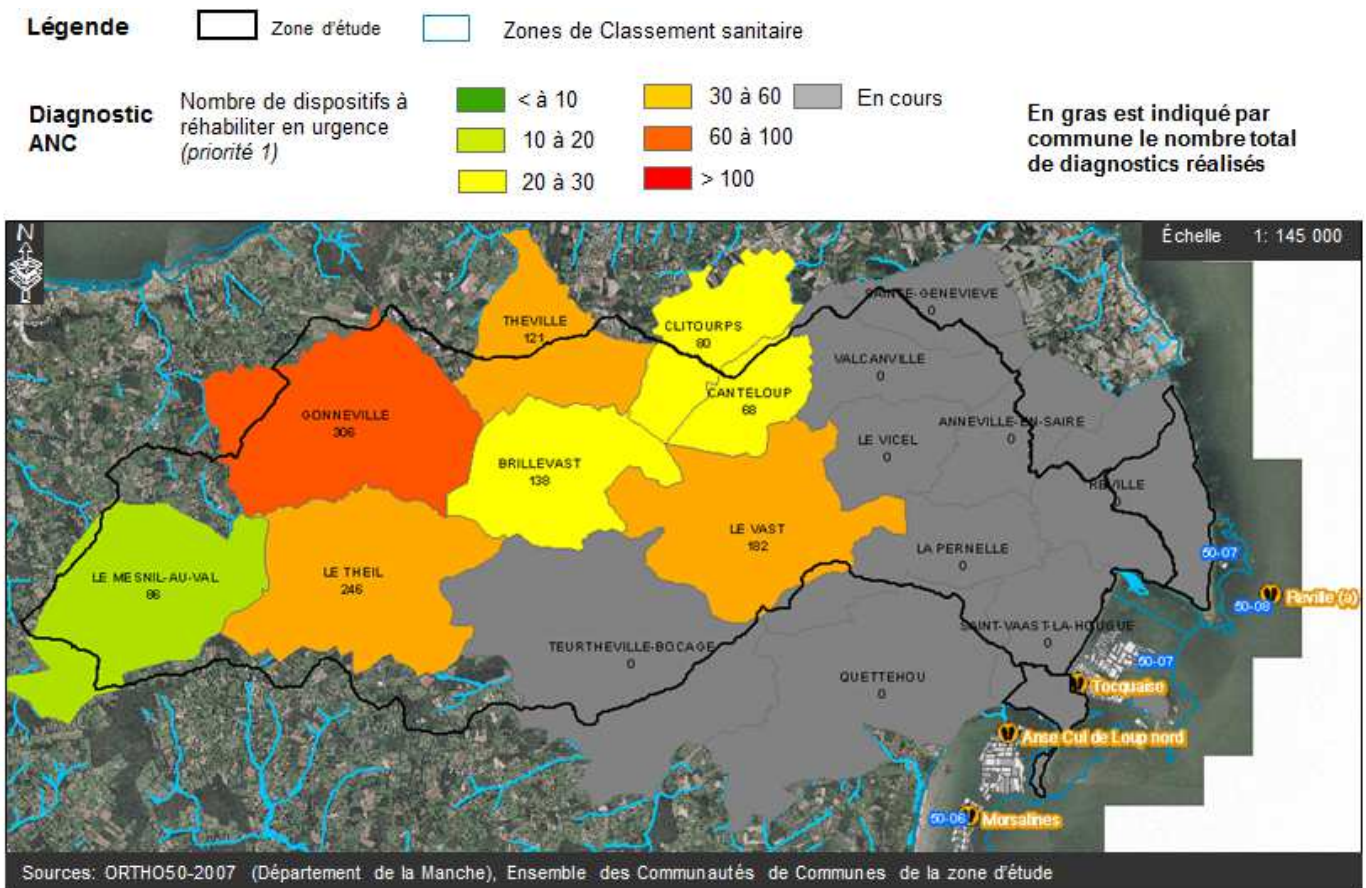 Légende
Zone d'étude
Zones de Classement sanitaire
Diagnostic
ANC
Nombre de dispositifs à
réhabiliter en urgence
(priorité 1)
< à 10
10 à 20
20 à 30
30 à 60
60 à 100
> 100
En cours
En gras est indiqué par
commune le nombre total
de diagnostics réalisés
N
Échelle 1: 145 000
SAINTE-GENEVIEVE
0
THEVILLE
121
CLITOURPS
80
VALCANVILLE
0
CANTELOUP
68
GONNEVILLE
306
ANNEVILLE-EN-SAIRE
0
LE VICEL
0
BRILLEVAST
138
REVILLE
0
LE VAST
182
LA PERNELLE
0
50-07
LE MESNIL-AU-VAL
86
LE THEIL
246
50-08
Réville (a)
SAINT-VAAST-LA-HOUGUE
0
TEURTHEVILLE-BOCAGE
0
50-07
QUETTEHOU
0
Tocquaise
Anse Cul de Loup nord
50-06
Morsalines
Sources: ORTHO50-2007 (Département de la Manche), Ensemble des Communautés de Communes de la zone d'étude